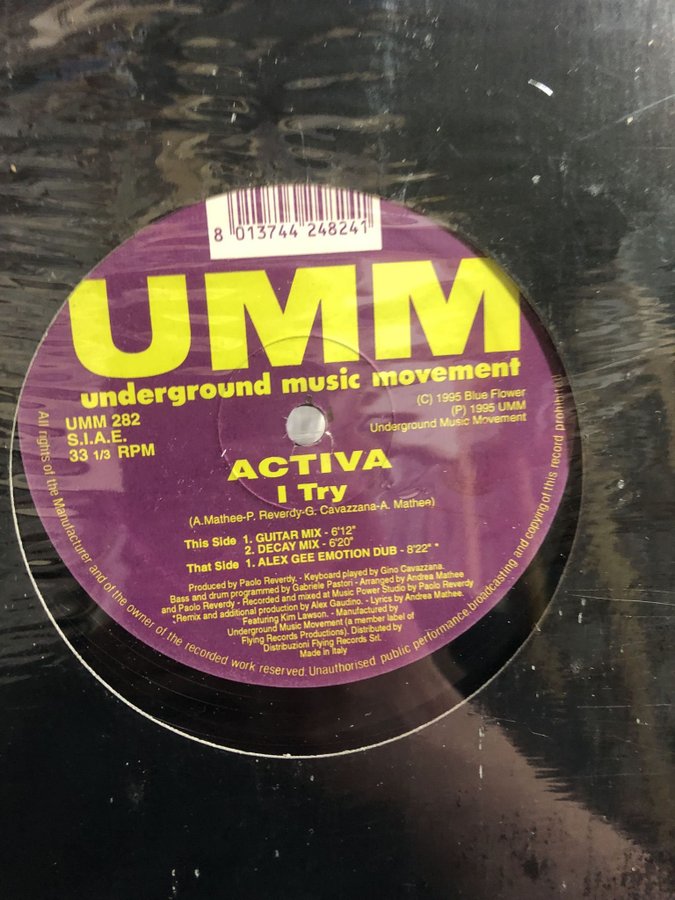 8 013744 248241
UMM
underground music movement
UMM 282
S.I.A.E.
33 1/3 RPM
(C) 1995 Blue Flower
(P) 1995 UMM
Underground Music Movement
ACTIVA
I Try
(A.Mathee-P. Reverdy-G. Cavazzana-A. Mathee)
This Side 1. GUITAR MIX - 6'12"
2. DECAY MIX - 6'20"
That Side 1. ALEX GEE EMOTION DUB - 8'22" *
Produced by Paolo Reverdy. - Keyboard played by Gino Cavazzana.
Bass and drum programmed by Gabriele Pastori - Arranged by Andrea Mathee
and Paolo Reverdy - Recorded and mixed at Music Power Studio by Paolo Reverdy
*Remix and additional production by Alex Gaudino. - Lyrics by Andrea Mathee.
Featuring Kim Lawson. - Manufactured by
Underground Music Movement (a member label of
Flying Records Productions). Distributed by
Distribuzioni Flying Records Srl.
Made in Italy
All rights of the Manufacturer and of the owner of the recorded work reserved. Unauthorised public performance, broadcasting and copying of this record prohibited